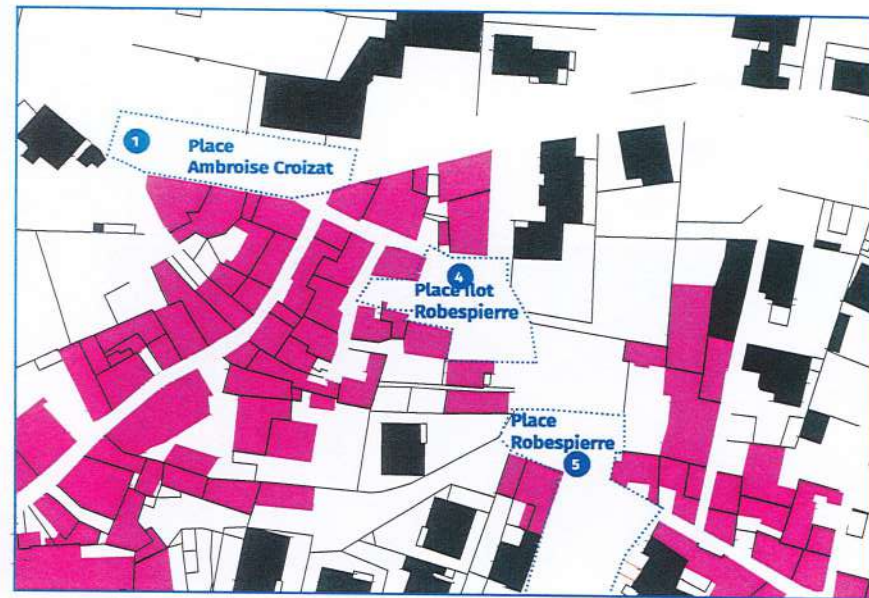 1
Place
Ambroise Croizat
4
Place Ilot
Robespierre
Place
Robespierre
5